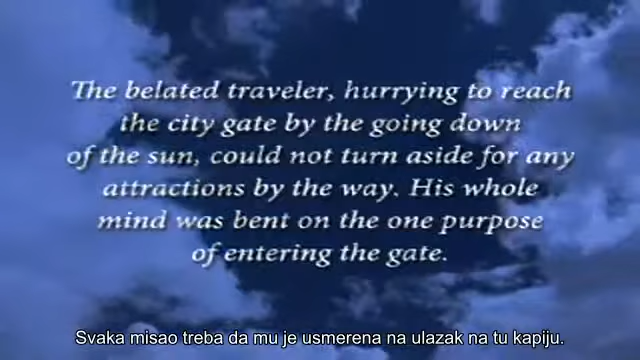 The belated traveler, hurrying to reach
the city gate by the going down
of the sun, could not turn aside for any
attractions by the way. His whole
mind was bent on the one purpose
of entering the gate.
Svaka misao treba da mu je usmerena na ulazak na tu kapiju.